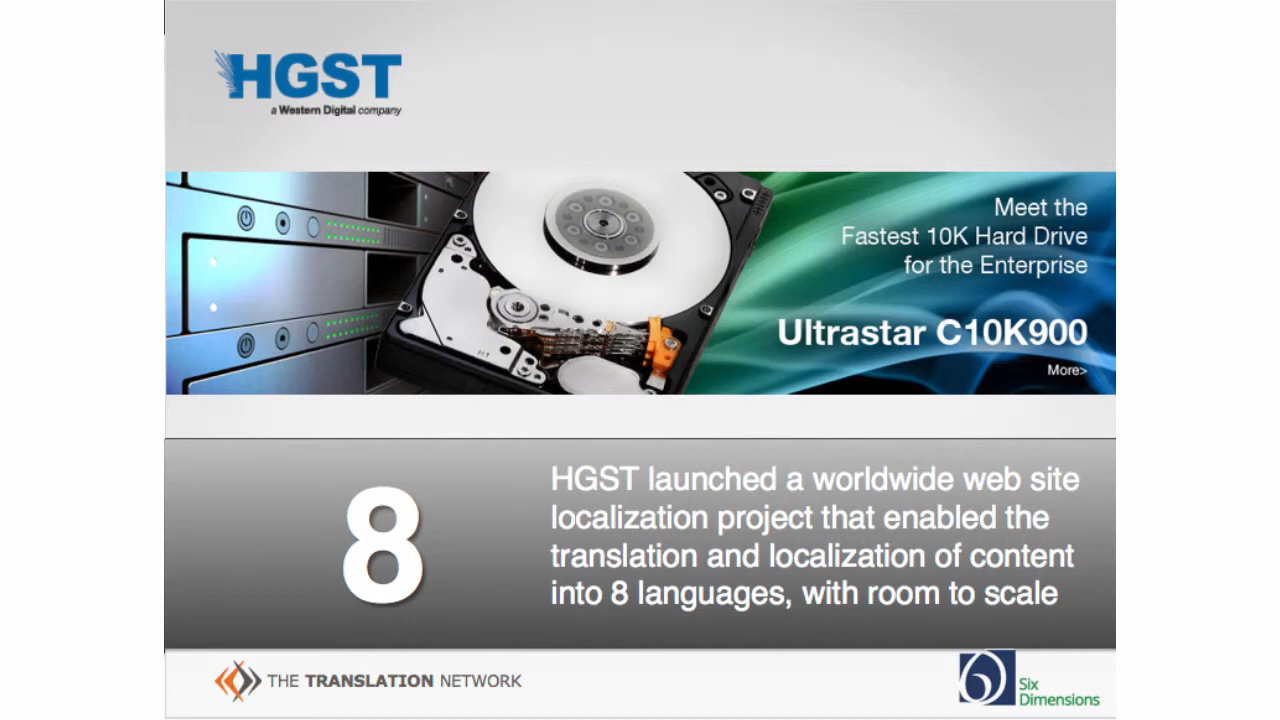 HGST
a Western Digital company
Meet the
Fastest 10K Hard Drive
for the Enterprise
Ultrastar C10K900
More>
8
HGST launched a worldwide web site
localization project that enabled the
translation and localization of content
into 8 languages, with room to scale
THE TRANSLATION NETWORK
Six
Dimensions